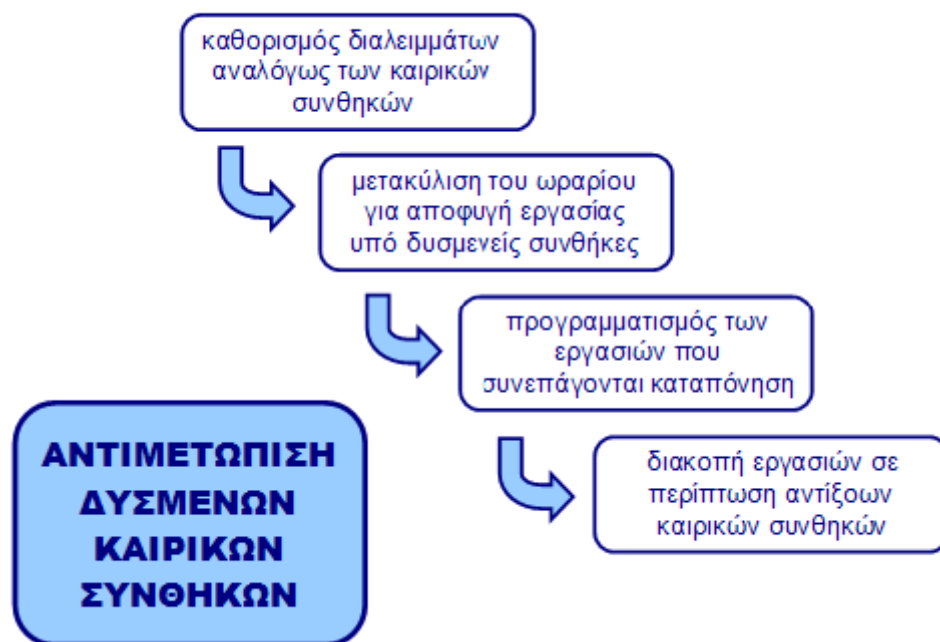 καθορισμός διαλειμμάτων
αναλόγως των καιρικών
συνθηκών
μετακύλιση του ωραρίου
για αποφυγή εργασίας
υπό δυσμενείς συνθήκες
προγραμματισμός των
εργασιών που
συνεπάγονται καταπόνηση
διακοπή εργασιών σε
περίπτωση αντίξοων
καιρικών συνθηκών
ΑΝΤΙΜΕΤΩΠΙΣΗ
ΔΥΣΜΕΝΩΝ
ΚΑΙΡΙΚΩΝ
ΣΥΝΘΗΚΩΝ